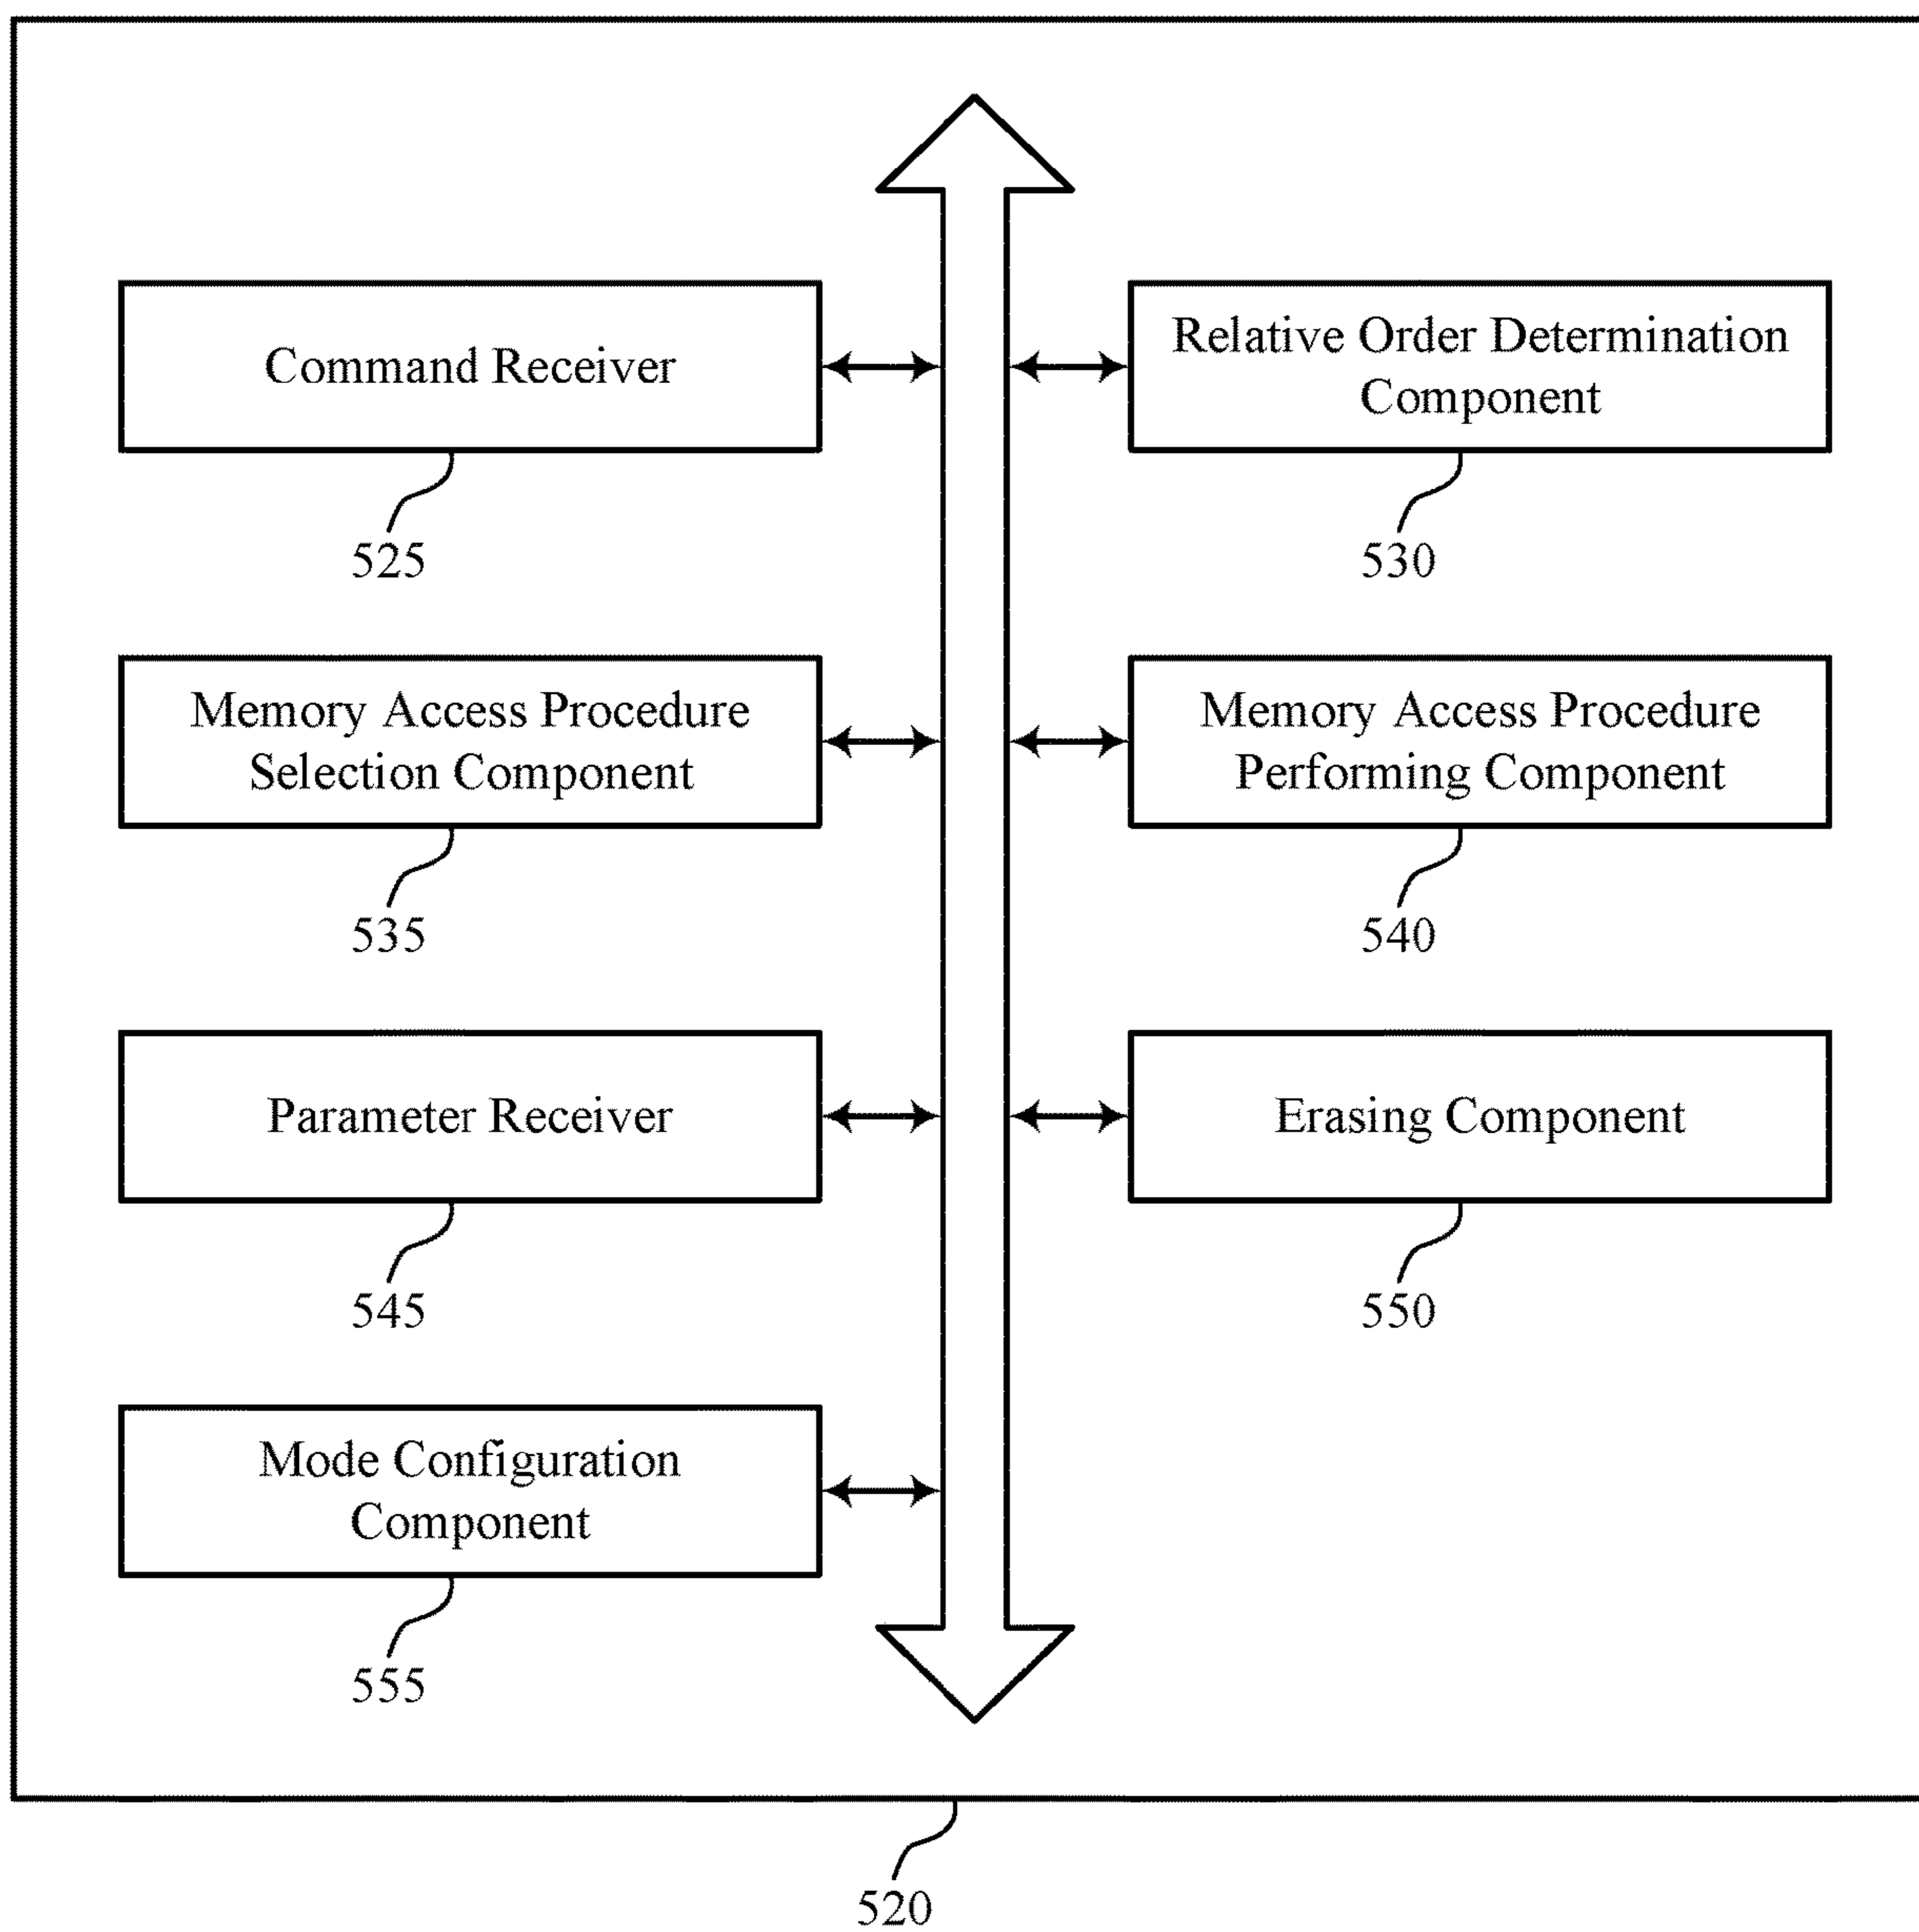 Command Receiver
525
Relative Order Determination
Component
530
Memory Access Procedure
Selection Component
535
Memory Access Procedure
Performing Component
540
Parameter Receiver
545
Erasing Component
550
Mode Configuration
Component
555
520